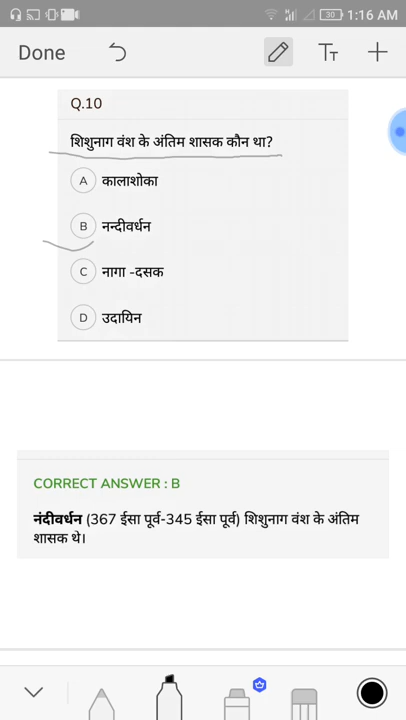 30 1:16 AM
Done
Q.10
शिशुनाग वंश के अंतिम शासक कौन था?
A कालाशोका
B नन्दीवर्धन
C नागा -दसक
D उदायिन
CORRECT ANSWER : B
नंदीवर्धन (367 ईसा पूर्व-345 ईसा पूर्व) शिशुनाग वंश के अंतिम
शासक थे।